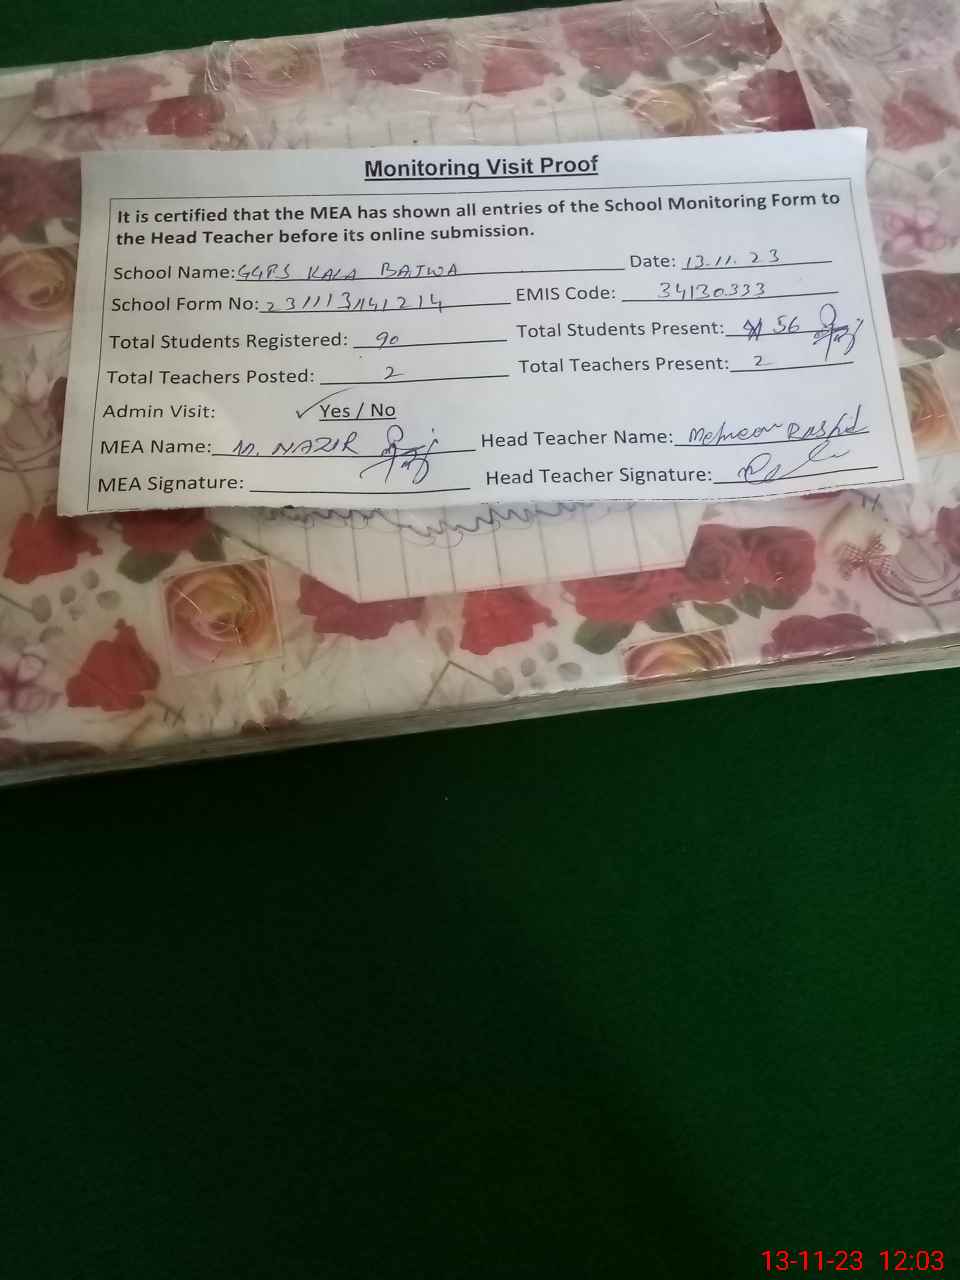 Monitoring Visit Proof
It is certified that the MEA has shown all entries of the School Monitoring Form to
the Head Teacher before its online submission.
School Name: GGPS KALA BAJWA Date: 13.11.23
School Form No: 231113141214 EMIS Code: 34130333
Total Students Registered: 90 Total Students Present: 56
Total Teachers Posted: 2 Total Teachers Present: 2
Admin Visit: ✓ Yes / No
MEA Name: M. NAZIR Head Teacher Name: Rashid
MEA Signature: Head Teacher Signature:
13-11-23 12:03